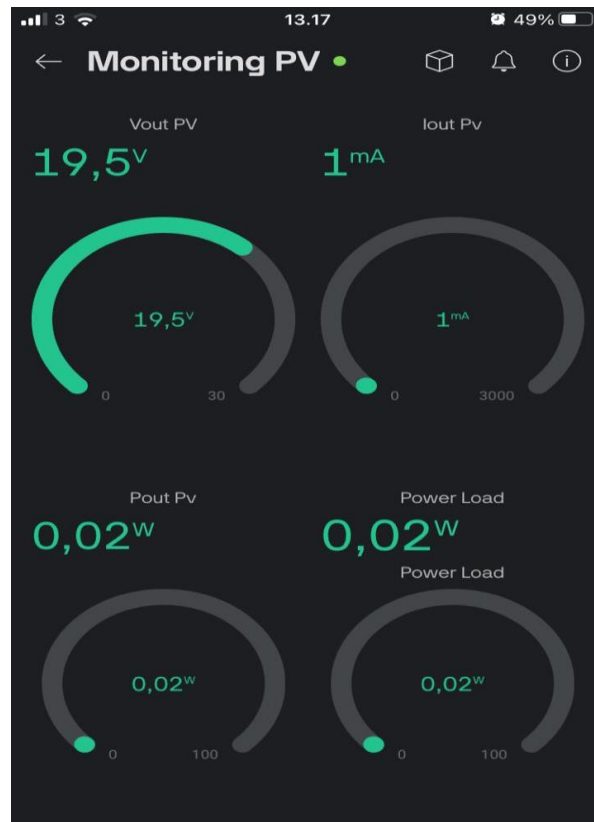 3 13.17 49%
← Monitoring PV
Vout PV Iout Pv
19,5V 1mA
19,5V 1mA
0 30 0 3000
Pout Pv Power Load
0,02W 0,02W
Power Load
0,02W 0,02W
0 100 0 100